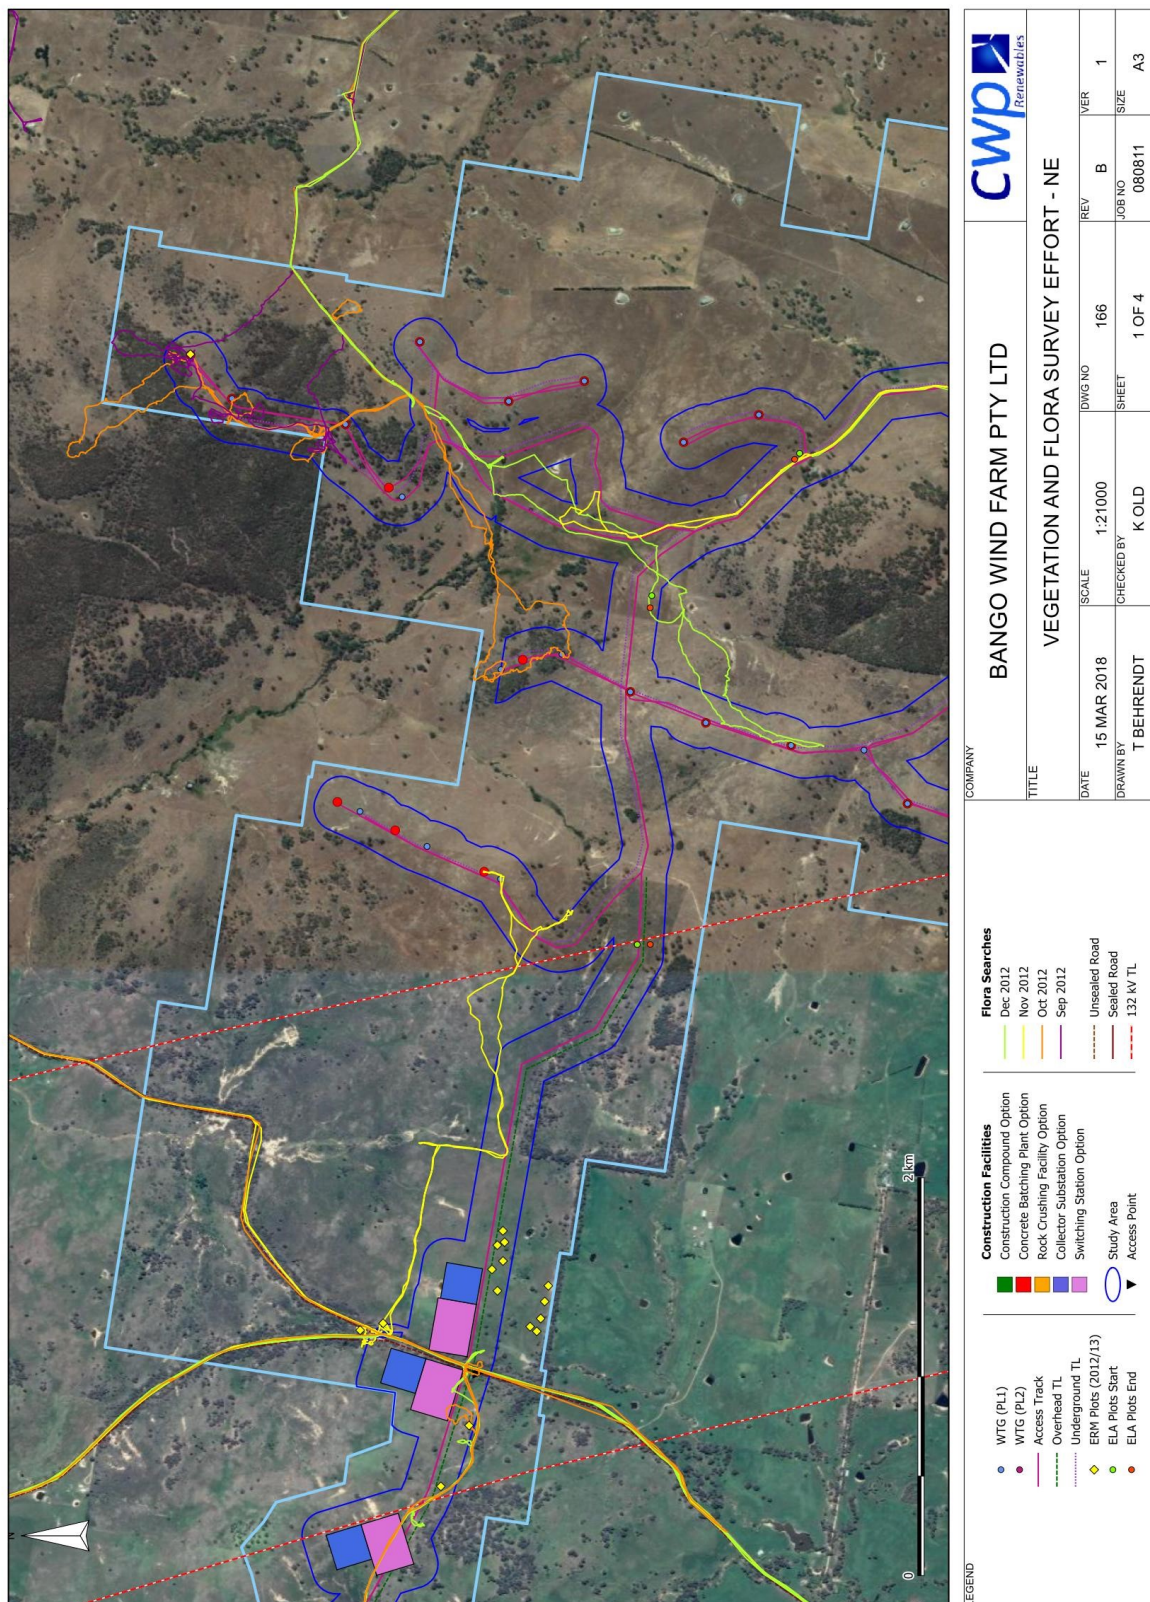 N
0
2 km
LEGEND
WTG (PL1)
WTG (PL2)
Access Track
Overhead TL
Underground TL
ERM Plots (2012/13)
ELA Plots Start
ELA Plots End
Construction Facilities
Construction Compound Option
Concrete Batching Plant Option
Rock Crushing Facility Option
Collector Substation Option
Switching Station Option
Study Area
Access Point
Flora Searches
Dec 2012
Nov 2012
Oct 2012
Sep 2012
Unsealed Road
Sealed Road
132 kV TL
COMPANY
BANGO WIND FARM PTY LTD
cwp
Renewables
TITLE
VEGETATION AND FLORA SURVEY EFFORT - NE
DATE
15 MAR 2018
SCALE
1:21000
DWG NO
166
REV
B
VER
1
DRAWN BY
T BEHRENDT
CHECKED BY
K OLD
SHEET
1 OF 4
JOB NO
080811
SIZE
A3